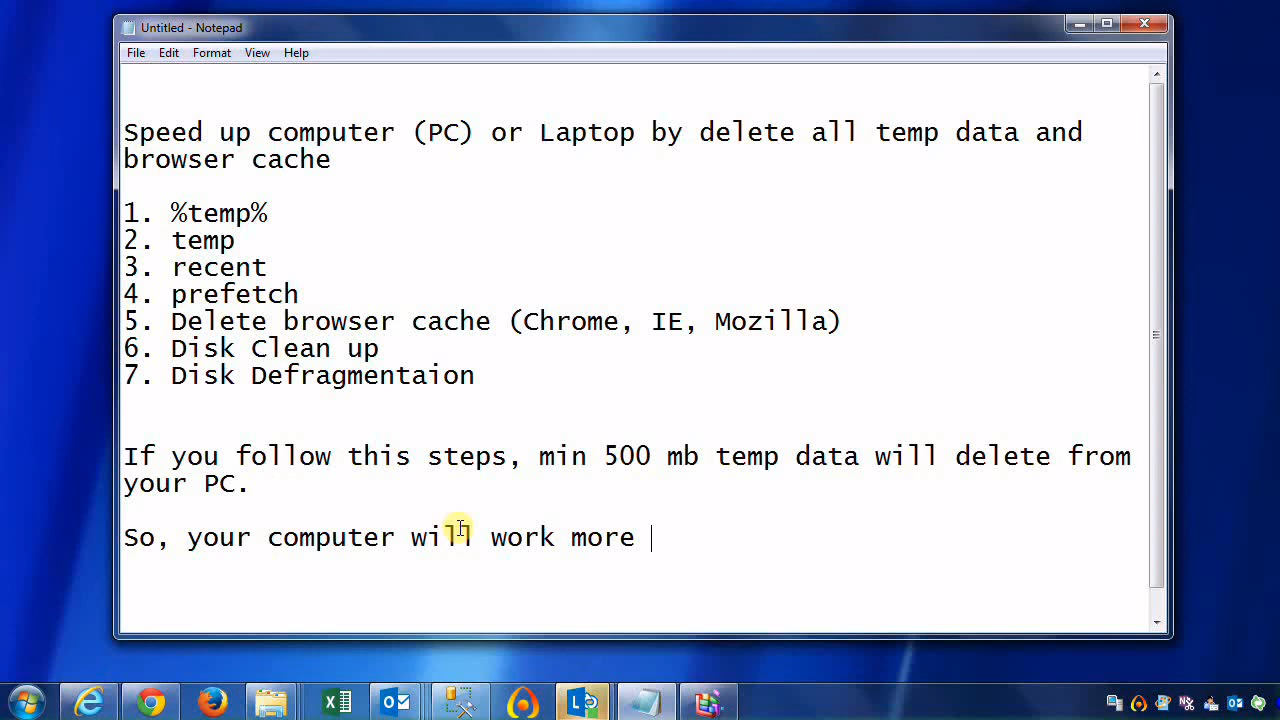 Untitled - Notepad
File Edit Format View Help
Speed up computer (PC) or Laptop by delete all temp data and
browser cache
1. %temp%
2. temp
3. recent
4. prefetch
5. Delete browser cache (Chrome, IE, Mozilla)
6. Disk Clean up
7. Disk Defragmentaion
If you follow this steps, min 500 mb temp data will delete from
your PC.
So, your computer will work more